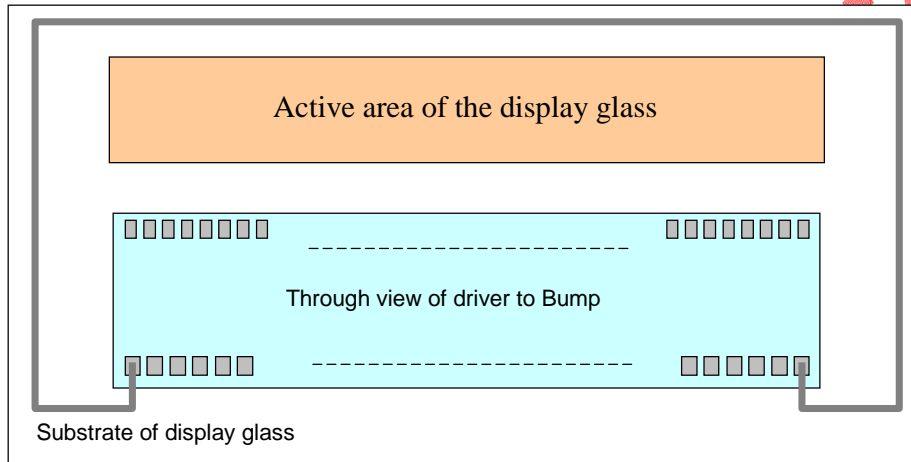 Active area of the display glass
Through view of driver to Bump
Substrate of display glass